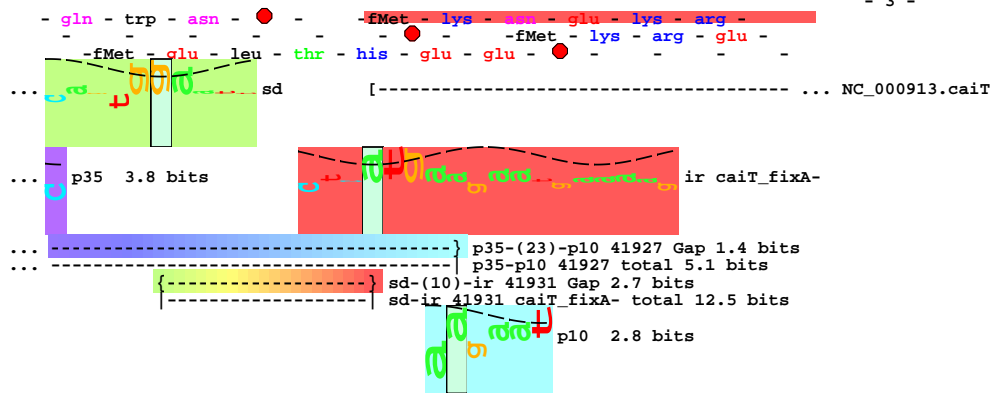 - 3 -
- gln - trp - asn - - -fMet - lys - asn - glu - lys - arg -
- - - - - - - -fMet - lys - arg - glu -
-fMet - glu - leu - thr - his - glu - glu - - - - -
... c a t g g a sd [--------------------------------------- ... NC_000913.caiT
... c p35 3.8 bits c t a t g a a g a a t g a a a a g ir caiT_fixA-
... --------------------------------------} p35-(23)-p10 41927 Gap 1.4 bits
... --------------------------------------| p35-p10 41927 total 5.1 bits
{-------------------} sd-(10)-ir 41931 Gap 2.7 bits
|-------------------| sd-ir 41931 caiT_fixA- total 12.5 bits
a a g a a t p10 2.8 bits